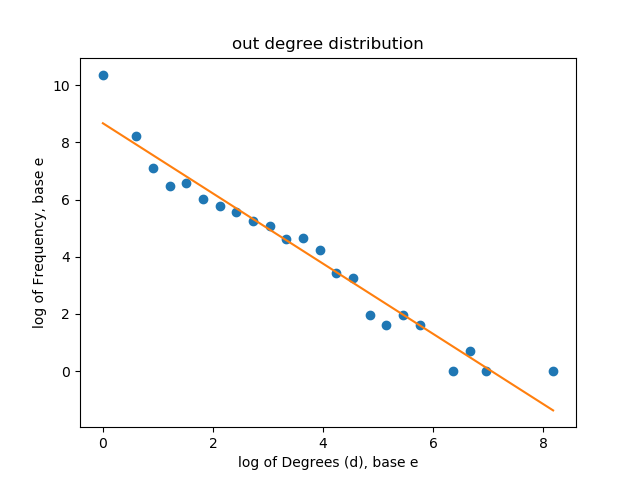 out degree distribution
10
8
6
4
2
0
log of Frequency, base e
0 2 4 6 8
log of Degrees (d), base e